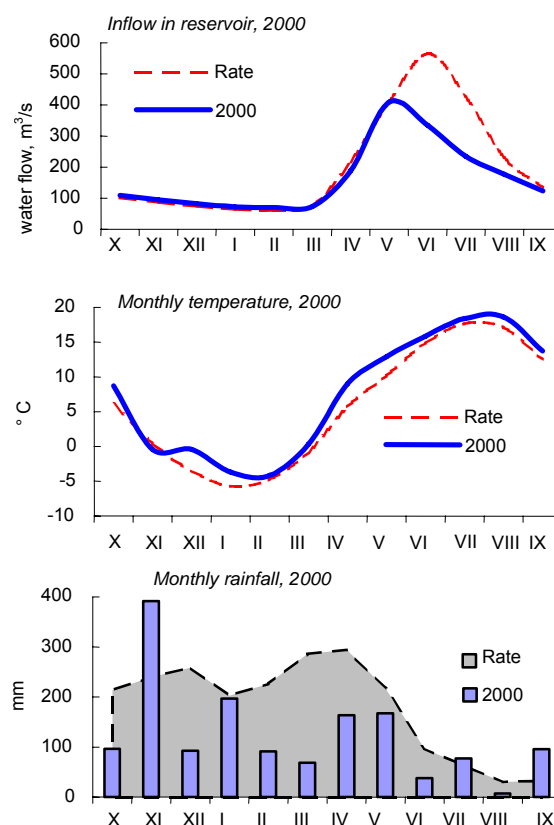 Inflow in reservoir, 2000
600
500
400
300
200
100
0
water flow, m³/s
Rate
2000
X XI XII I II III IV V VI VII VIII IX
Monthly temperature, 2000
20
15
10
5
0
-5
-10
° C
Rate
2000
X XI XII I II III IV V VI VII VIII IX
Monthly rainfall, 2000
400
300
200
100
0
mm
Rate
2000
X XI XII I II III IV V VI VII VIII IX